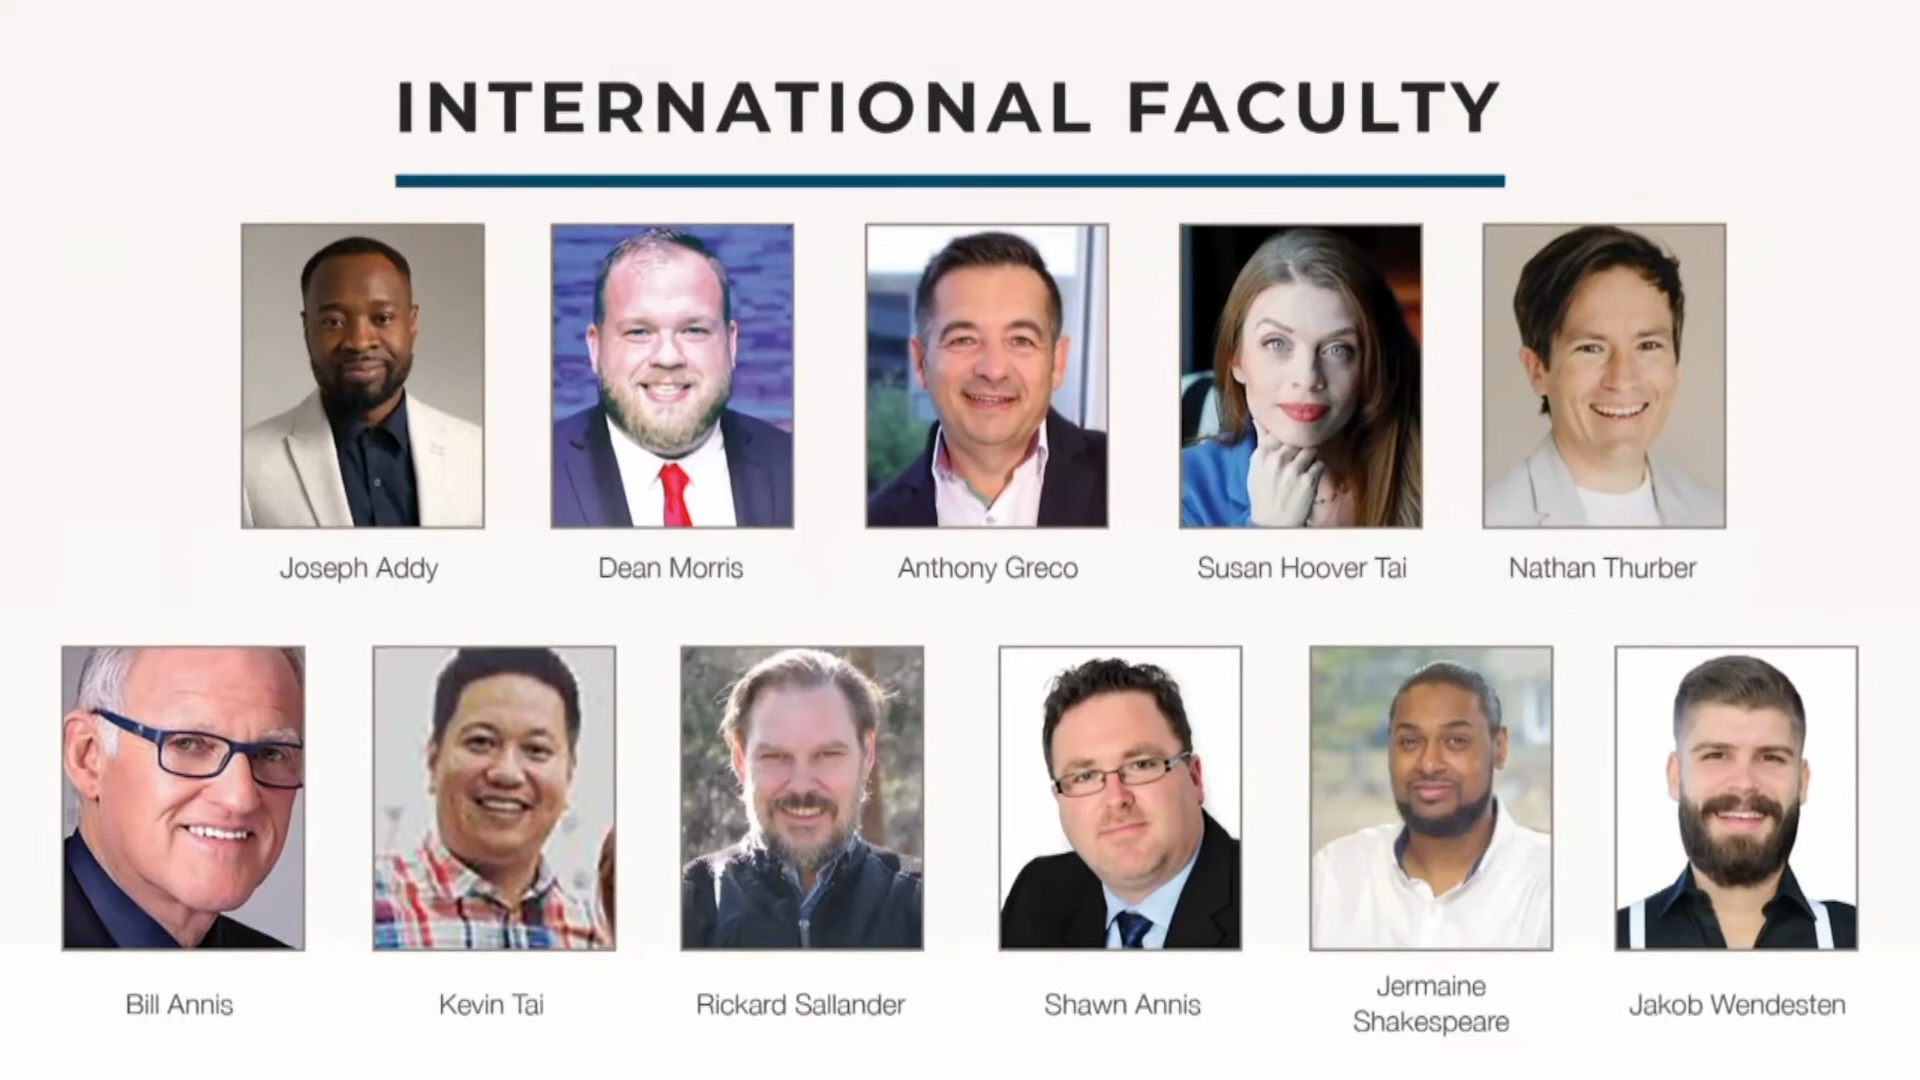 INTERNATIONAL FACULTY
Joseph Addy
Dean Morris
Anthony Greco
Susan Hoover Tai
Nathan Thurber
Bill Annis
Kevin Tai
Rickard Sallander
Shawn Annis
Jermaine
Shakespeare
Jakob Wendesten